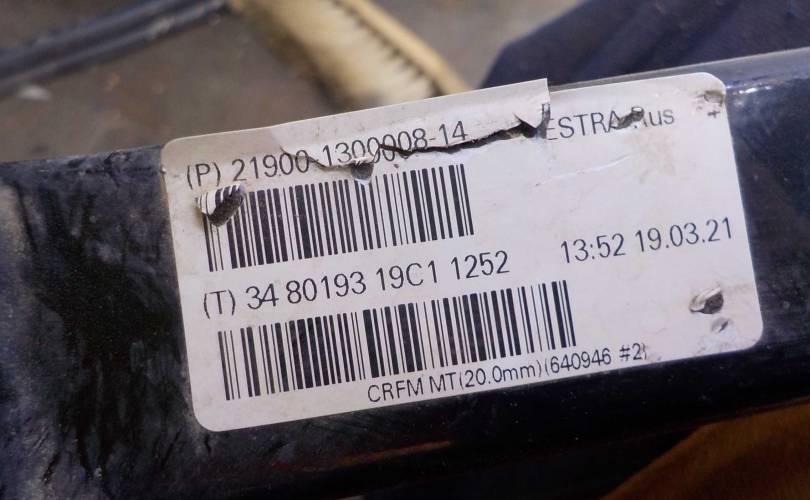 (P) 21900-1300008-14
ESTRA Rus
(T) 34 80193 19C1 1252
13:52 19.03.21
CRFM MT(20.0mm)(640946 #2)